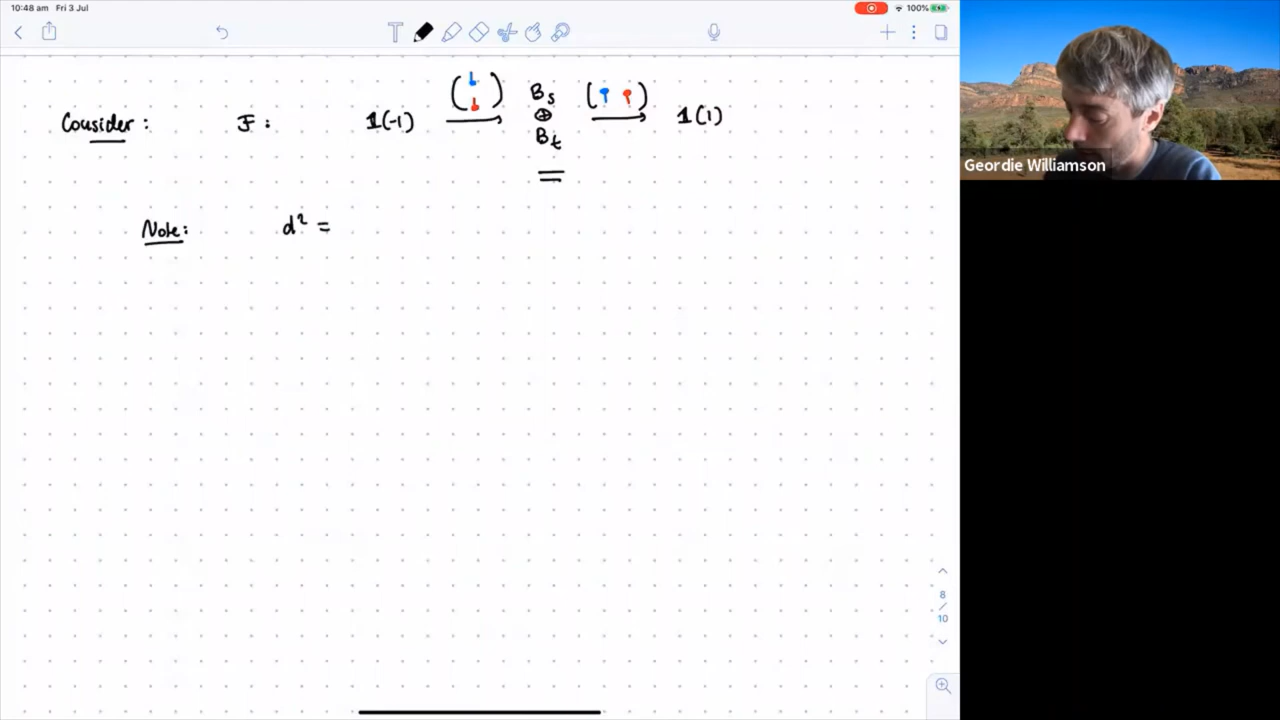 10:48 am Fri 3 Jul
100%
T
Consider: F: 𝟙(-1) ⟶ B_s ⊕ B_t ⟶ 𝟙(1)
Geordie Williamson
Note: d² =
8
/
10